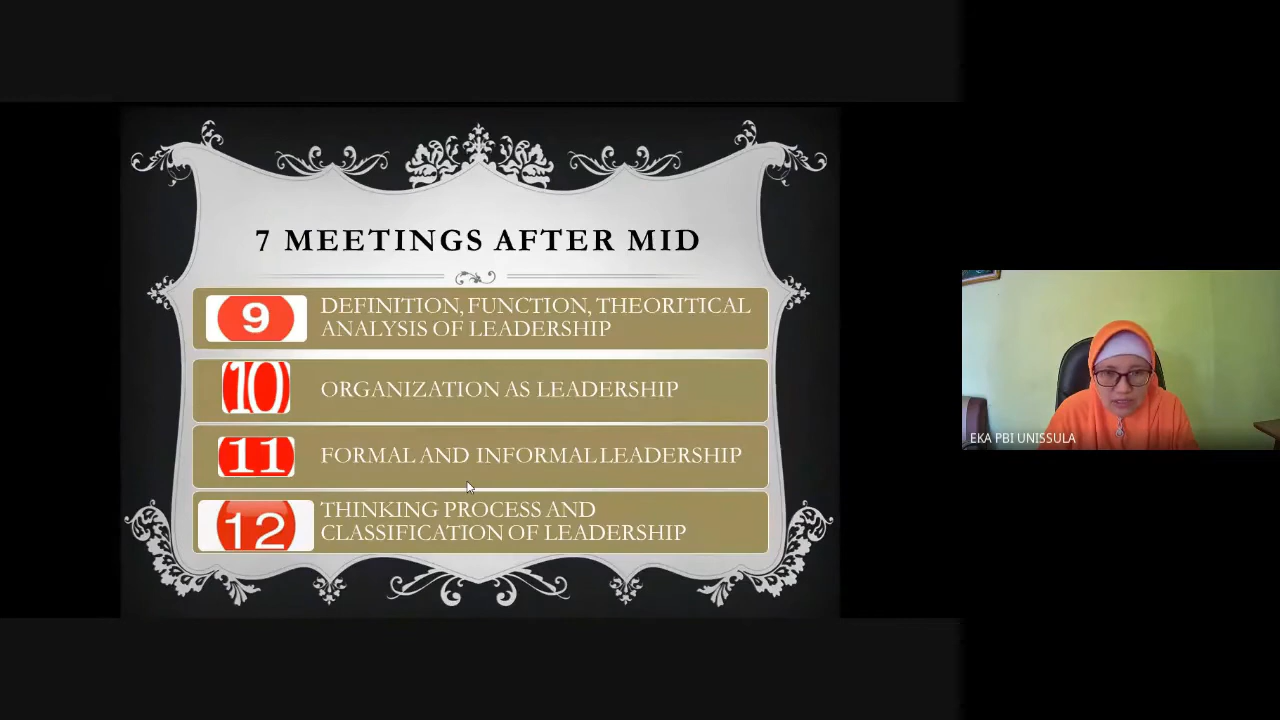 7 MEETINGS AFTER MID
9
DEFINITION, FUNCTION, THEORITICAL
ANALYSIS OF LEADERSHIP
10
ORGANIZATION AS LEADERSHIP
11
FORMAL AND INFORMAL LEADERSHIP
12
THINKING PROCESS AND
CLASSIFICATION OF LEADERSHIP
EKA PBI UNISSULA